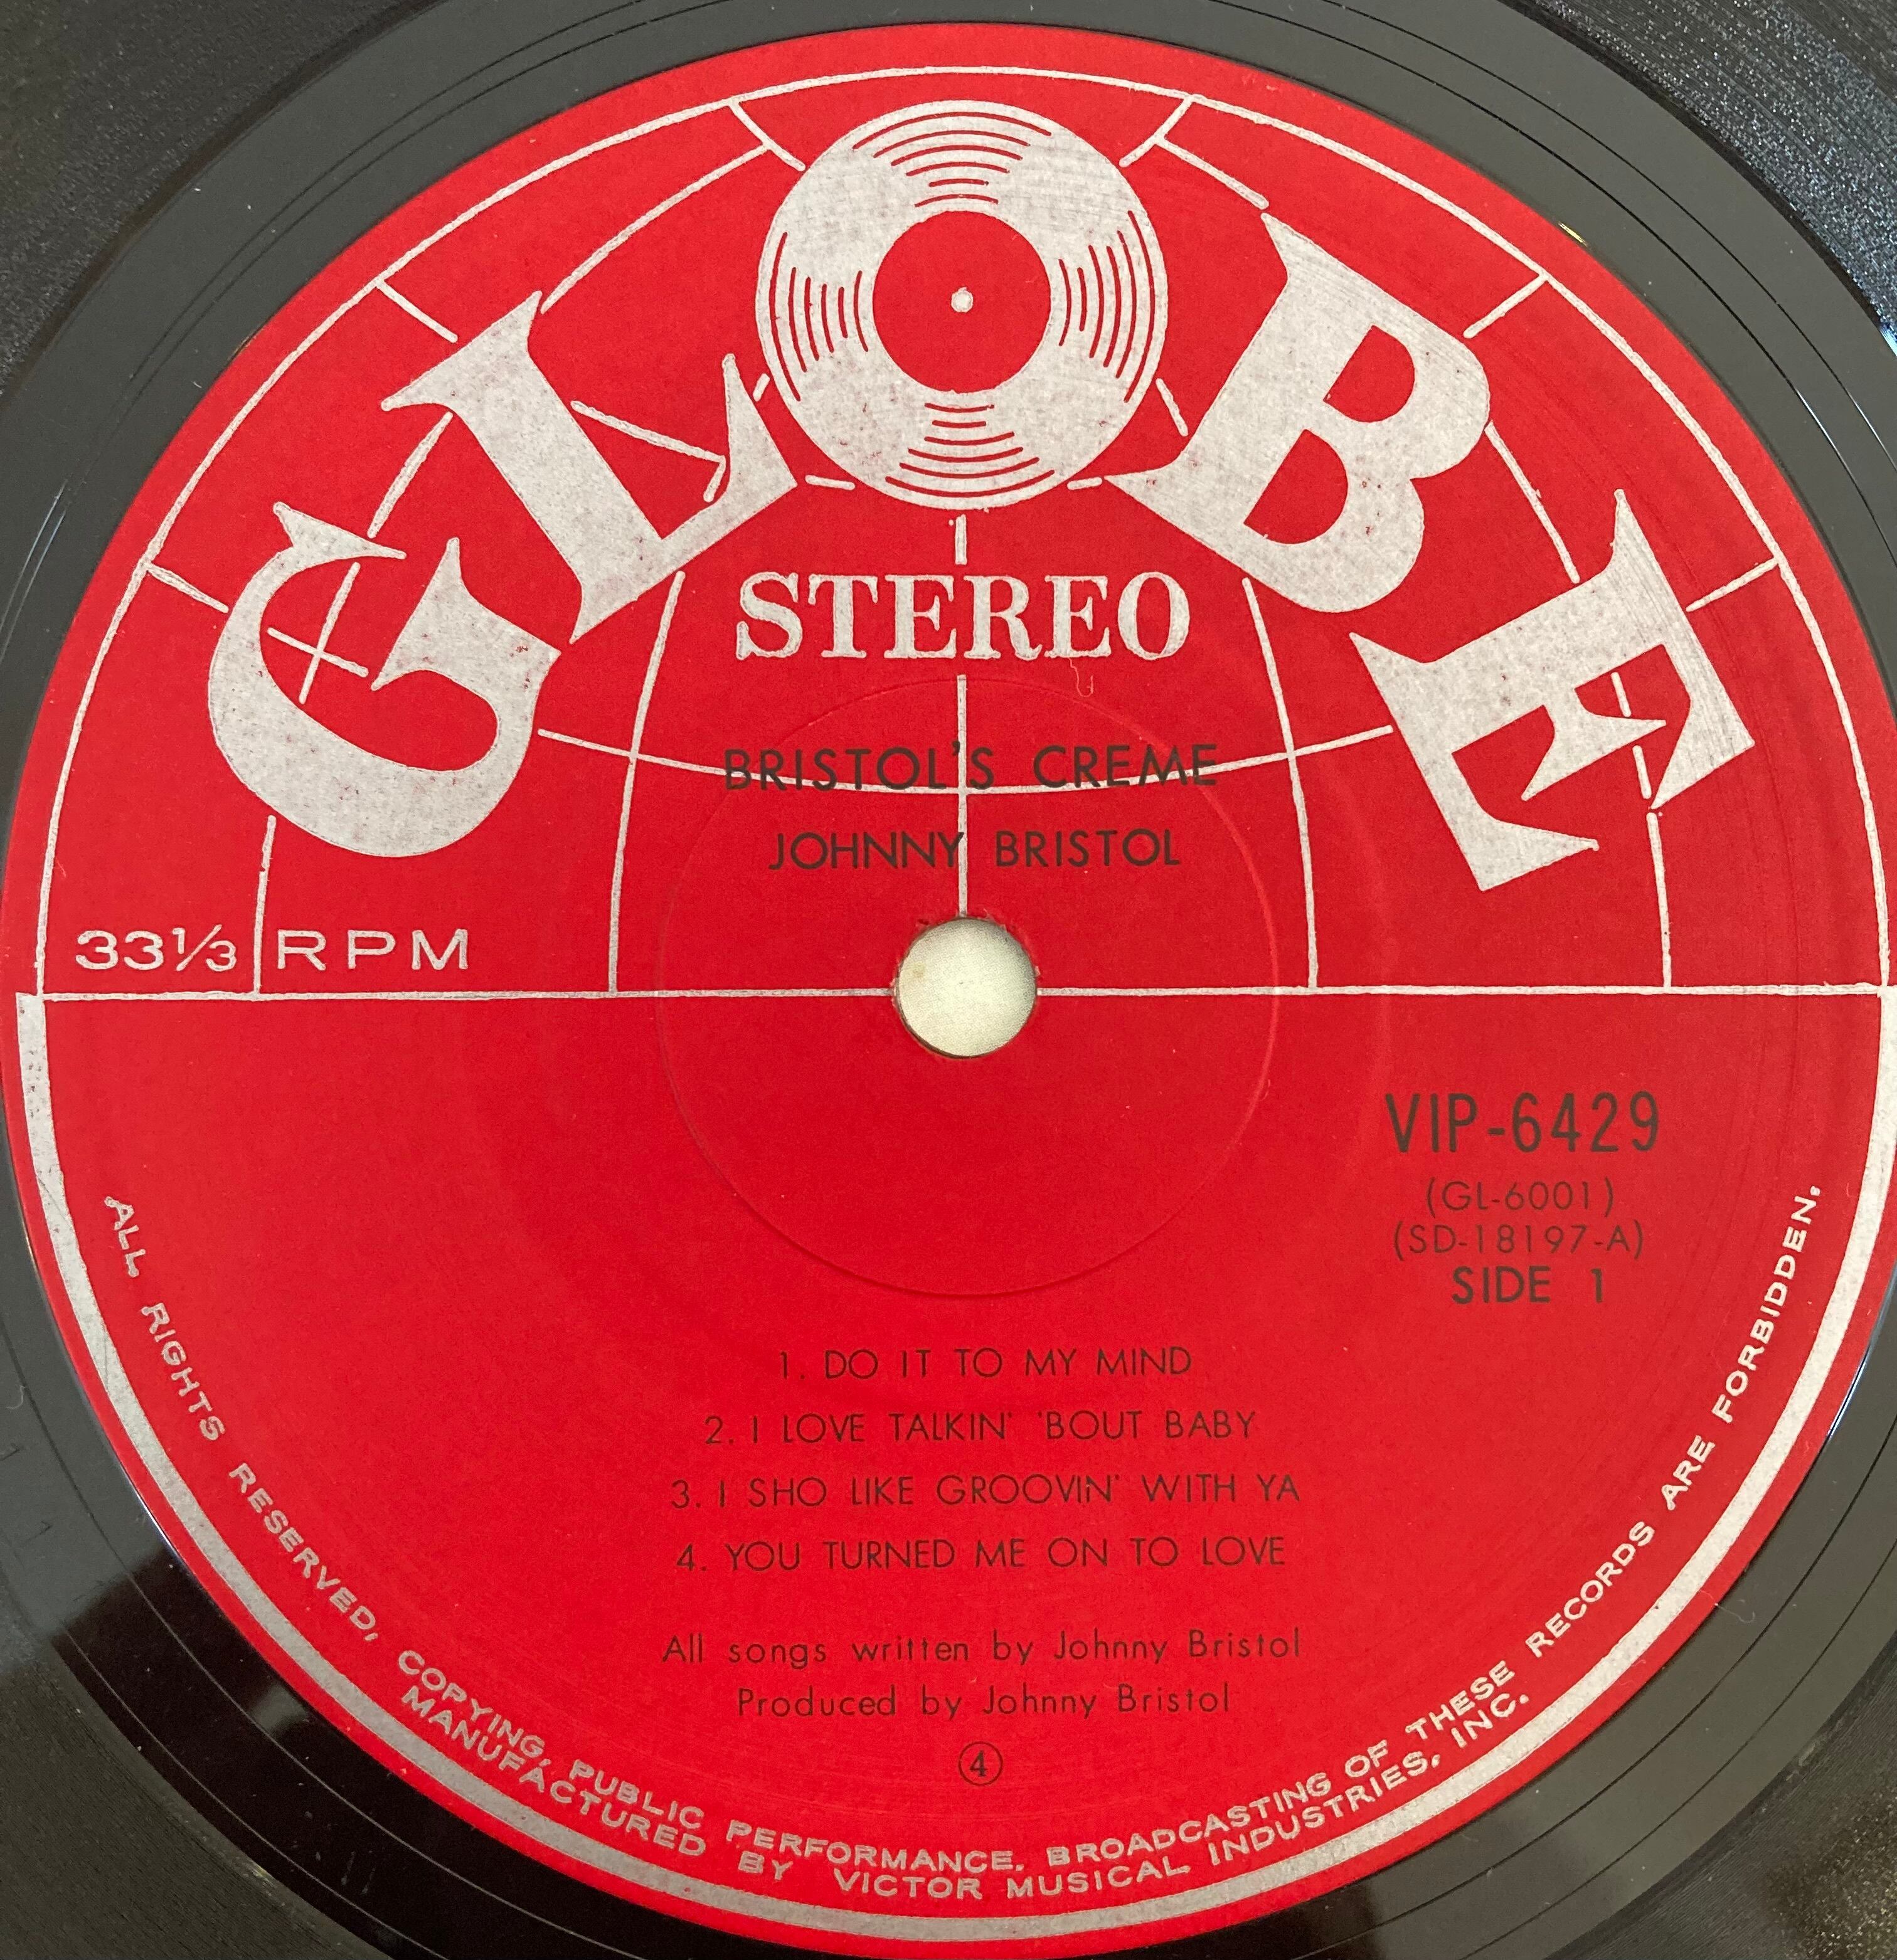 GLOBE
STEREO
BRISTOL'S CREME
JOHNNY BRISTOL
33⅓ RPM
VIP-6429
(GL-6001)
(SD-18197-A)
SIDE 1
1. DO IT TO MY MIND
2. I LOVE TALKIN' 'BOUT BABY
3. I SHO LIKE GROOVIN' WITH YA
4. YOU TURNED ME ON TO LOVE
All songs written by Johnny Bristol
Produced by Johnny Bristol
④
ALL RIGHTS RESERVED, COPYING, PUBLIC PERFORMANCE, BROADCASTING OF THESE RECORDS ARE FORBIDDEN.
MANUFACTURED BY VICTOR MUSICAL INDUSTRIES, INC.